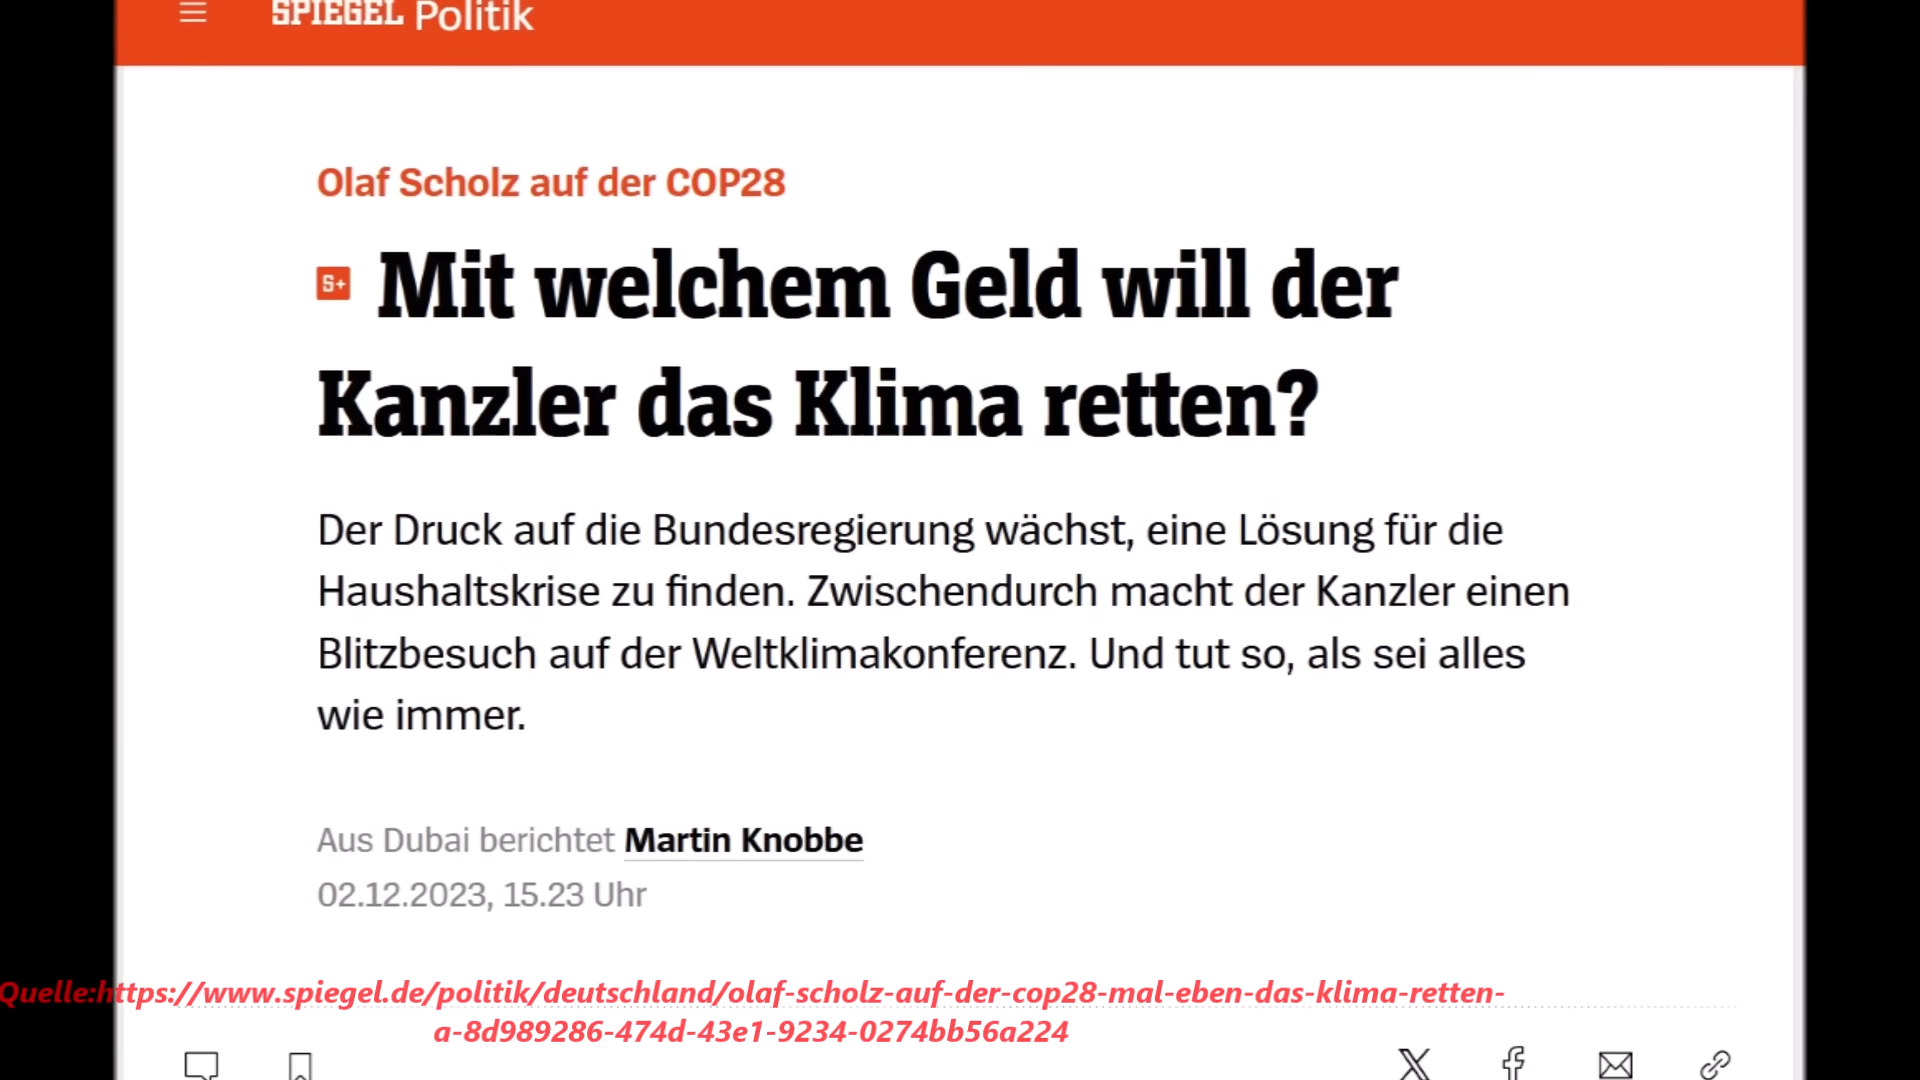 SPIEGEL Politik
Olaf Scholz auf der COP28
S+ Mit welchem Geld will der
Kanzler das Klima retten?
Der Druck auf die Bundesregierung wächst, eine Lösung für die
Haushaltskrise zu finden. Zwischendurch macht der Kanzler einen
Blitzbesuch auf der Weltklimakonferenz. Und tut so, als sei alles
wie immer.
Aus Dubai berichtet Martin Knobbe
02.12.2023, 15.23 Uhr
Quelle:https://www.spiegel.de/politik/deutschland/olaf-scholz-auf-der-cop28-mal-eben-das-klima-retten-
a-8d989286-474d-43e1-9234-0274bb56a224